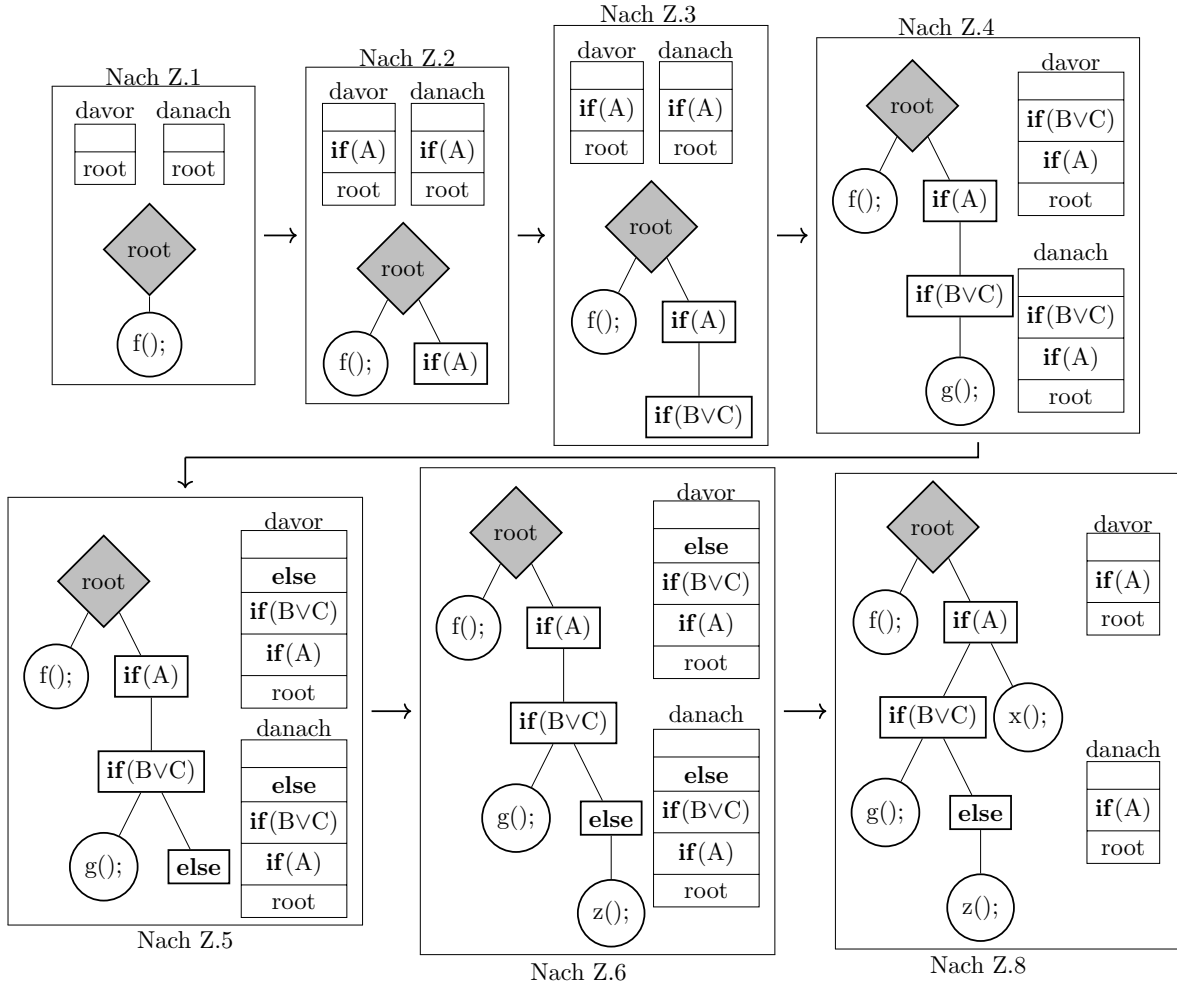 Nach Z.1
davor danach
root root
root
f();
Nach Z.2
davor danach
if(A) if(A)
root root
root
f(); if(A)
Nach Z.3
davor danach
if(A) if(A)
root root
root
f(); if(A)
if(B∨C)
Nach Z.4
root
f(); if(A)
if(B∨C)
g();
davor
if(B∨C)
if(A)
root
danach
if(B∨C)
if(A)
root
root
f(); if(A)
if(B∨C)
g(); else
davor
else
if(B∨C)
if(A)
root
danach
else
if(B∨C)
if(A)
root
Nach Z.5
root
f(); if(A)
if(B∨C)
g(); else
z();
davor
else
if(B∨C)
if(A)
root
danach
else
if(B∨C)
if(A)
root
Nach Z.6
root
f(); if(A)
if(B∨C) x();
g(); else
z();
davor
if(A)
root
danach
if(A)
root
Nach Z.8